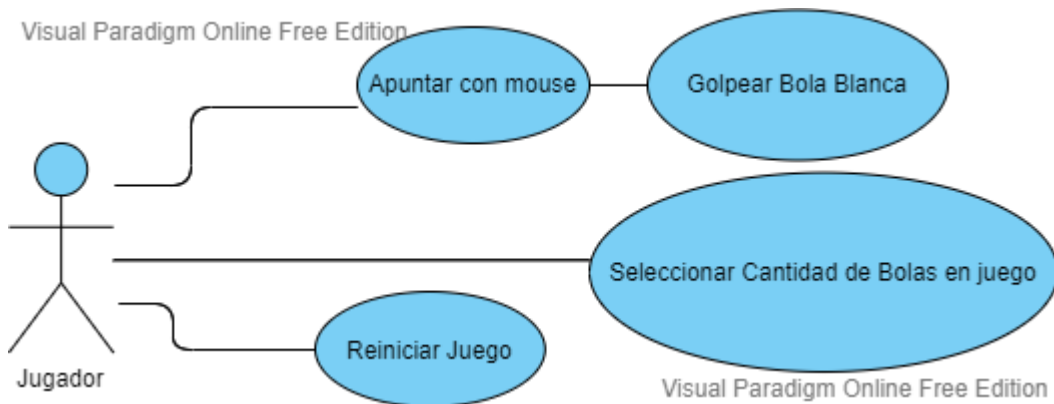 Visual Paradigm Online Free Edition
Apuntar con mouse
Golpear Bola Blanca
Seleccionar Cantidad de Bolas en juego
Reiniciar Juego
Jugador
Visual Paradigm Online Free Edition